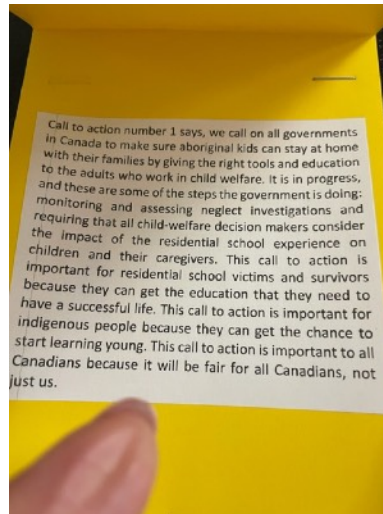 Call to action number 1 says, we call on all governments
in Canada to make sure aboriginal kids can stay at home
with their families by giving the right tools and education
to the adults who work in child welfare. It is in progress,
and these are some of the steps the government is doing:
monitoring and assessing neglect investigations and
requiring that all child-welfare decision makers consider
the impact of the residential school experience on
children and their caregivers. This call to action is
important for residential school victims and survivors
because they can get the education that they need to
have a successful life. This call to action is important for
indigenous people because they can get the chance to
start learning young. This call to action is important to all
Canadians because it will be fair for all Canadians, not
just us.